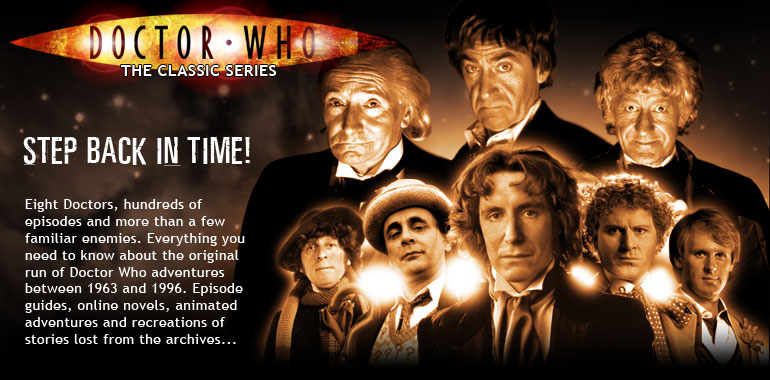 DOCTOR • WHO
THE CLASSIC SERIES
STEP BACK IN TIME!
Eight Doctors, hundreds of
episodes and more than a few
familiar enemies. Everything you
need to know about the original
run of Doctor Who adventures
between 1963 and 1996. Episode
guides, online novels, animated
adventures and recreations of
stories lost from the archives...